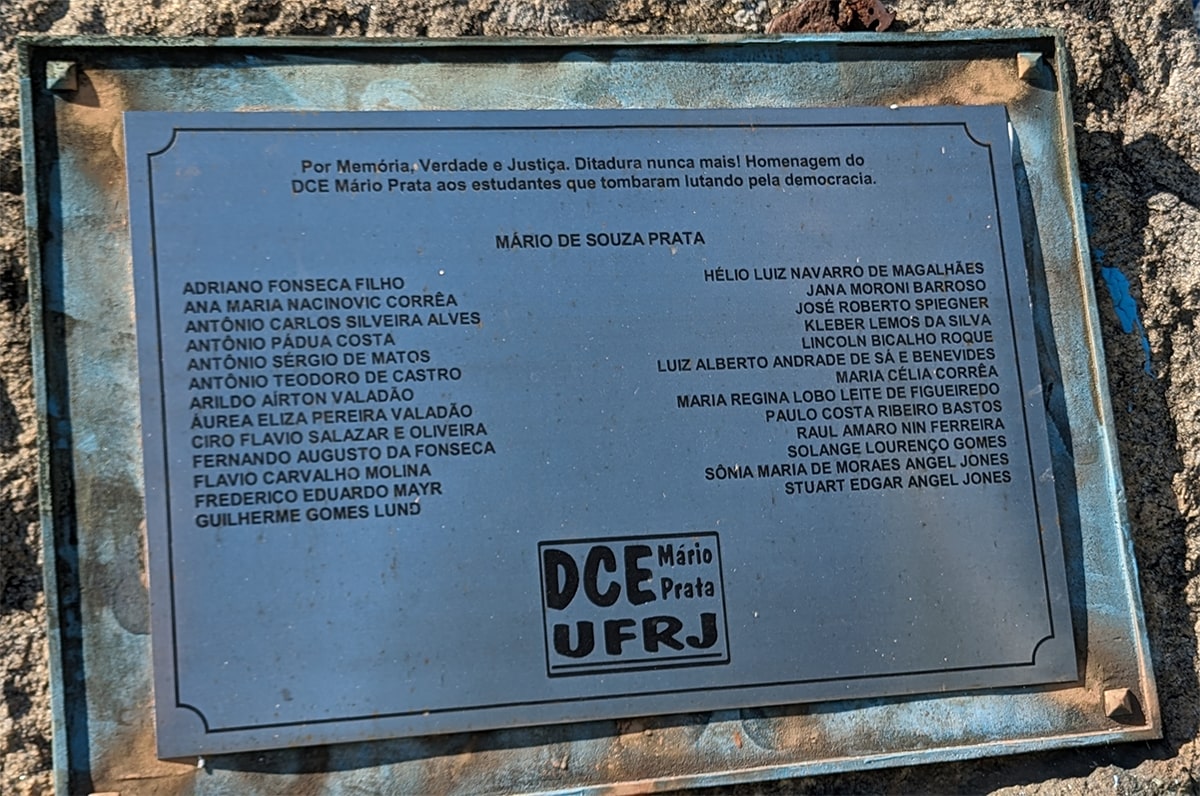 Por Memória, Verdade e Justiça. Ditadura nunca mais! Homenagem do
DCE Mário Prata aos estudantes que tombaram lutando pela democracia.
MÁRIO DE SOUZA PRATA
ADRIANO FONSECA FILHO
ANA MARIA NACINOVIC CORRÊA
ANTÔNIO CARLOS SILVEIRA ALVES
ANTÔNIO PÁDUA COSTA
ANTÔNIO SÉRGIO DE MATOS
ANTÔNIO TEODORO DE CASTRO
ARILDO AÍRTON VALADÃO
ÁUREA ELIZA PEREIRA VALADÃO
CIRO FLAVIO SALAZAR E OLIVEIRA
FERNANDO AUGUSTO DA FONSECA
FLAVIO CARVALHO MOLINA
FREDERICO EDUARDO MAYR
GUILHERME GOMES LUND
HÉLIO LUIZ NAVARRO DE MAGALHÃES
JANA MORONI BARROSO
JOSÉ ROBERTO SPIEGNER
KLEBER LEMOS DA SILVA
LINCOLN BICALHO ROQUE
LUIZ ALBERTO ANDRADE DE SÁ E BENEVIDES
MARIA CÉLIA CORRÊA
MARIA REGINA LOBO LEITE DE FIGUEIREDO
PAULO COSTA RIBEIRO BASTOS
RAUL AMARO NIN FERREIRA
SOLANGE LOURENÇO GOMES
SÔNIA MARIA DE MORAES ANGEL JONES
STUART EDGAR ANGEL JONES
DCE Mário
Prata
UFRJ